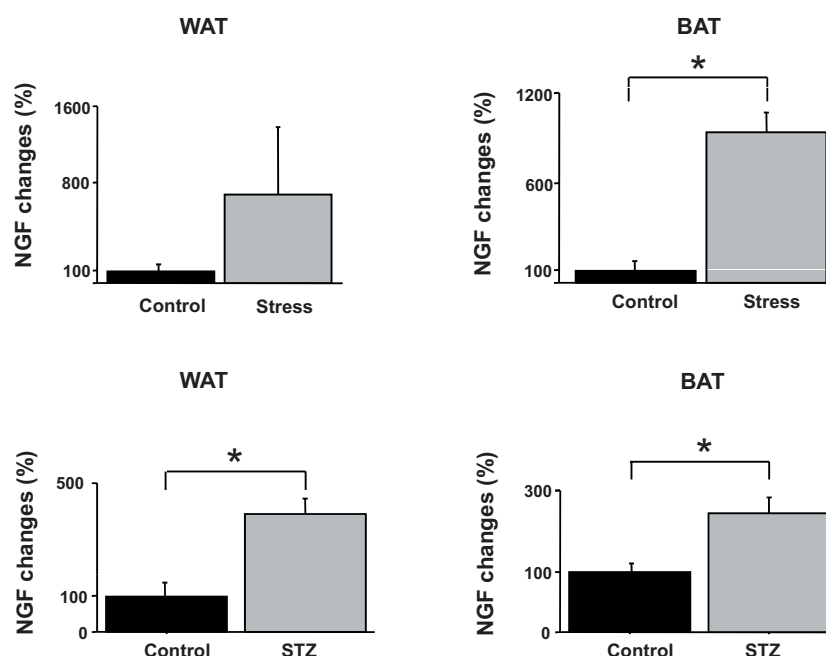 WAT
NGF changes (%)
1600
800
100
Control Stress
BAT
*
NGF changes (%)
1200
600
100
Control Stress
WAT
*
NGF changes (%)
500
100
0
Control STZ
BAT
*
NGF changes (%)
300
100
0
Control STZ